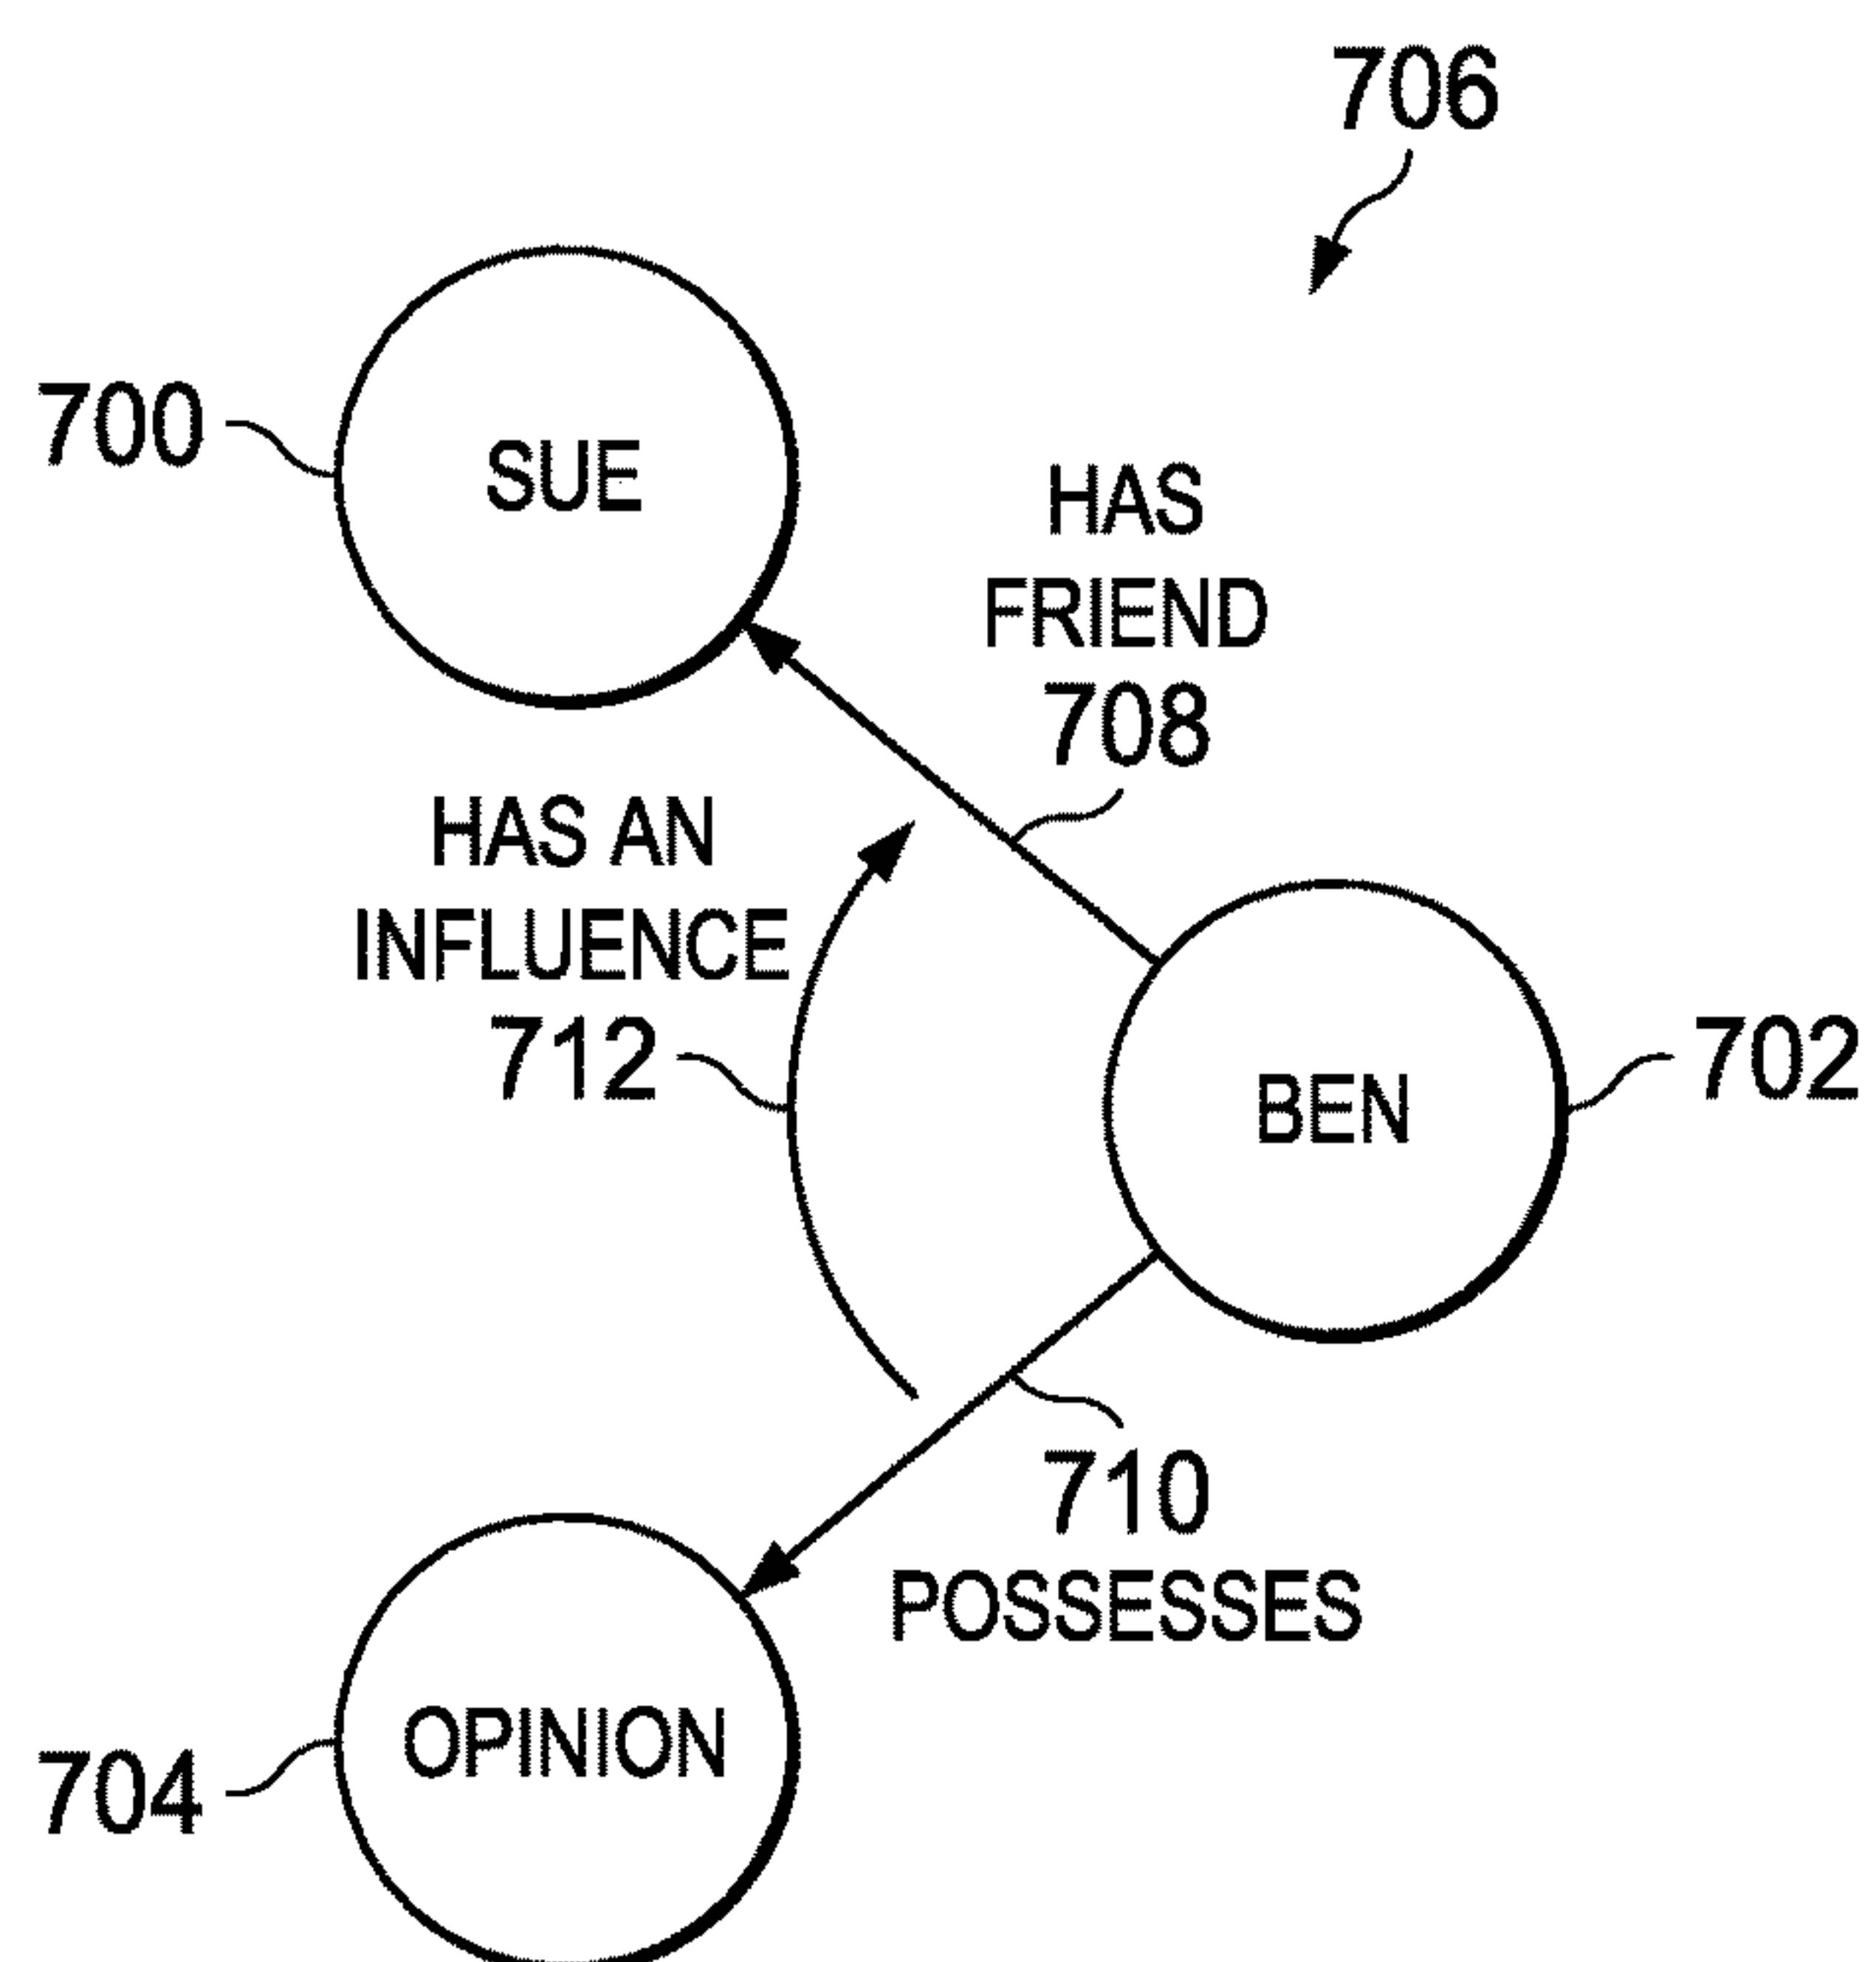 706
700
SUE
HAS
FRIEND
708
HAS AN
INFLUENCE
712
BEN
702
710
POSSESSES
OPINION
704